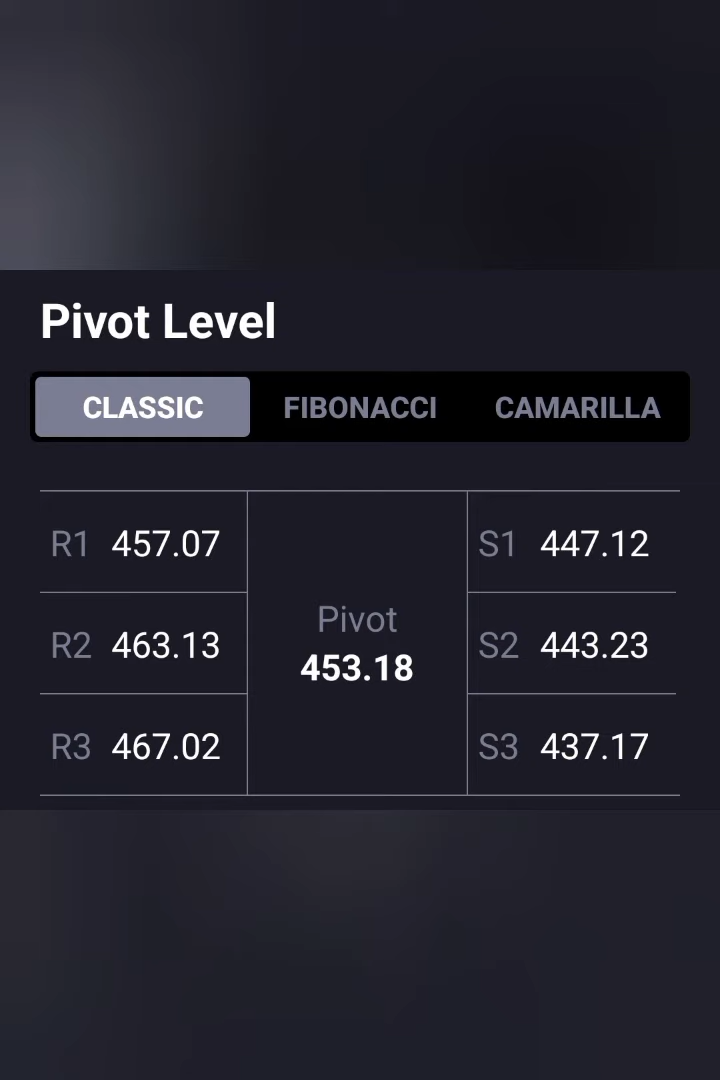 Pivot Level
CLASSIC FIBONACCI CAMARILLA
R1 457.07
R2 463.13
R3 467.02
Pivot
453.18
S1 447.12
S2 443.23
S3 437.17